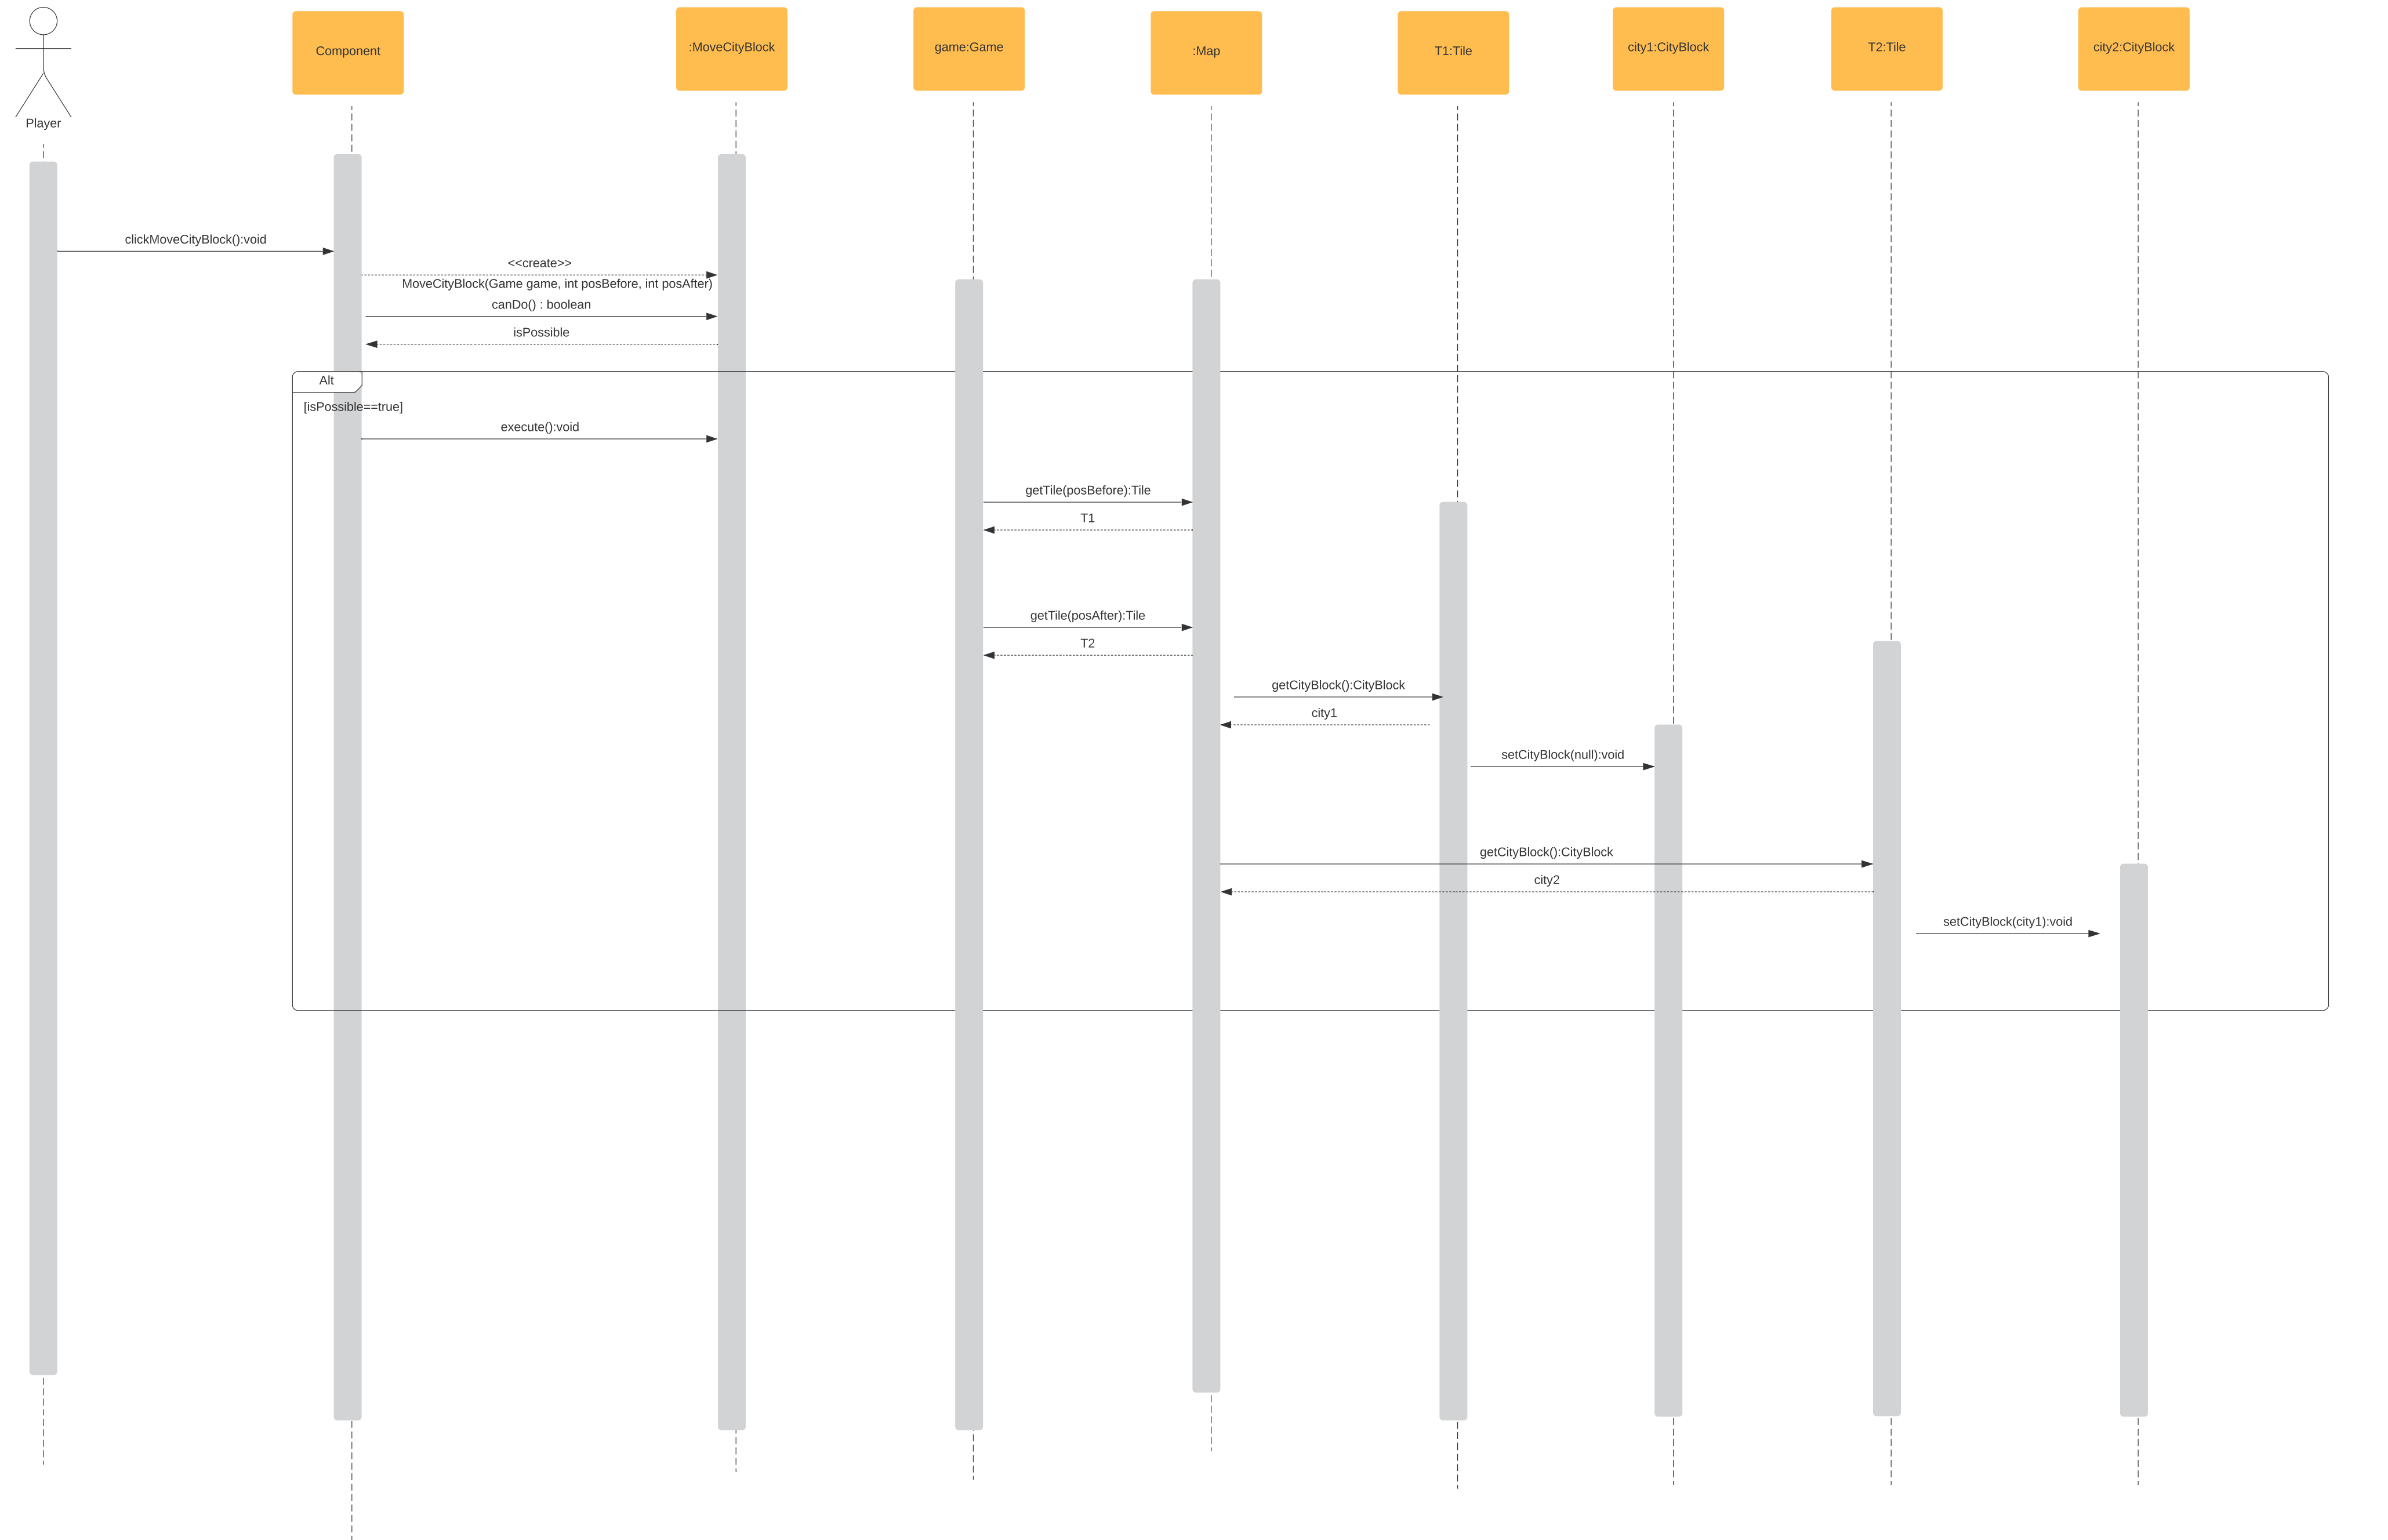 Player
Component
:MoveCityBlock
game:Game
:Map
T1:Tile
city1:CityBlock
T2:Tile
city2:CityBlock
clickMoveCityBlock():void
<<create>>
MoveCityBlock(Game game, int posBefore, int posAfter)
canDo() : boolean
isPossible
Alt
[isPossible==true]
execute():void
getTile(posBefore):Tile
T1
getTile(posAfter):Tile
T2
getCityBlock():CityBlock
city1
setCityBlock(null):void
getCityBlock():CityBlock
city2
setCityBlock(city1):void